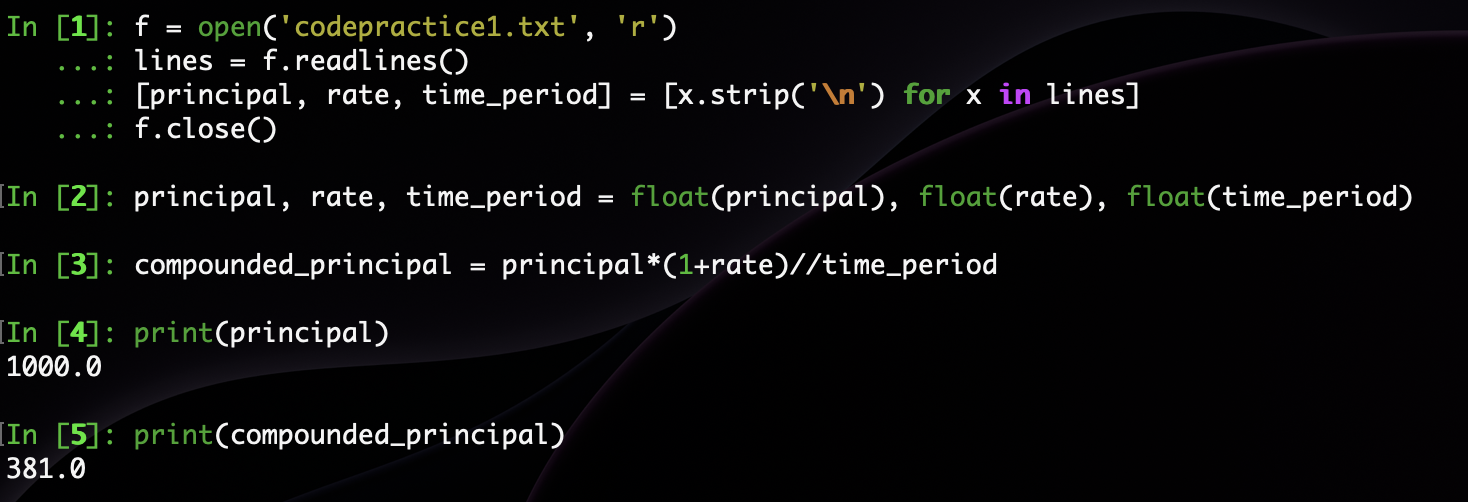 In [1]: f = open('codepractice1.txt', 'r')
...: lines = f.readlines()
...: [principal, rate, time_period] = [x.strip('\n') for x in lines]
...: f.close()
In [2]: principal, rate, time_period = float(principal), float(rate), float(time_period)
In [3]: compounded_principal = principal*(1+rate)//time_period
In [4]: print(principal)
1000.0
In [5]: print(compounded_principal)
381.0